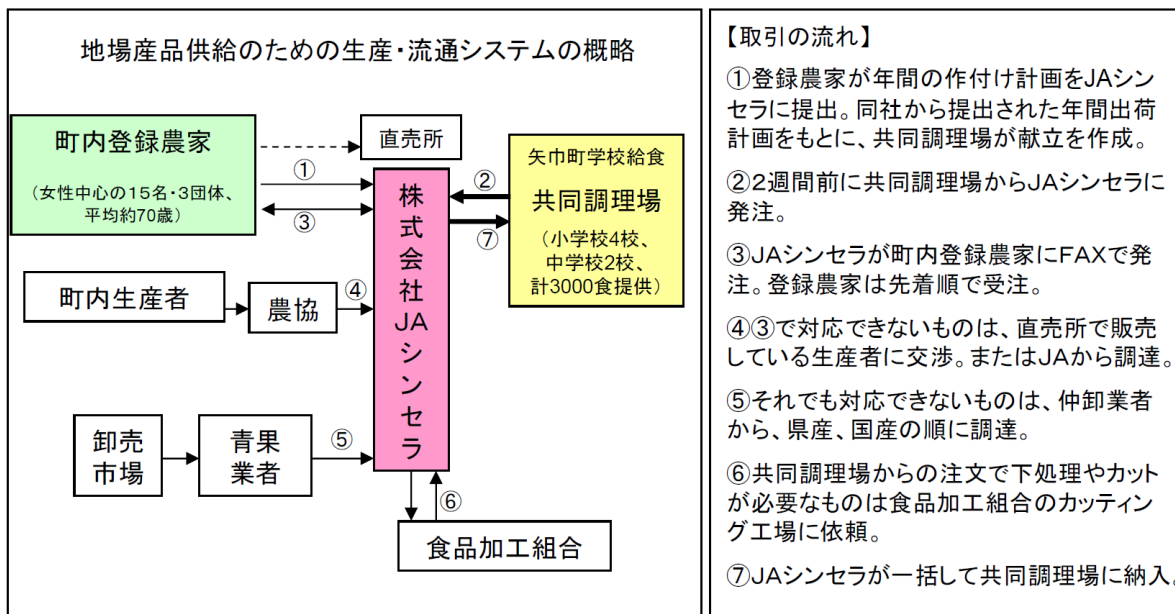 地場産品供給のための生産・流通システムの概略
町内登録農家
(女性中心の15名・3団体、
平均約70歳)
直売所
①
③
株式会社JAシンセラ
②
⑦
矢巾町学校給食
共同調理場
(小学校4校、
中学校2校、
計3000食提供)
町内生産者
農協
④
卸売
市場
青果
業者
⑤
⑥
食品加工組合
【取引の流れ】
①登録農家が年間の作付け計画をJAシン
セラに提出。同社から提出された年間出荷
計画をもとに、共同調理場が献立を作成。
②2週間前に共同調理場からJAシンセラに
発注。
③JAシンセラが町内登録農家にFAXで発
注。登録農家は先着順で受注。
④③で対応できないものは、直売所で販売
している生産者に交渉。またはJAから調達。
⑤それでも対応できないものは、仲卸業者
から、県産、国産の順に調達。
⑥共同調理場からの注文で下処理やカット
が必要なものは食品加工組合のカッティン
グ工場に依頼。
⑦JAシンセラが一括して共同調理場に納入。